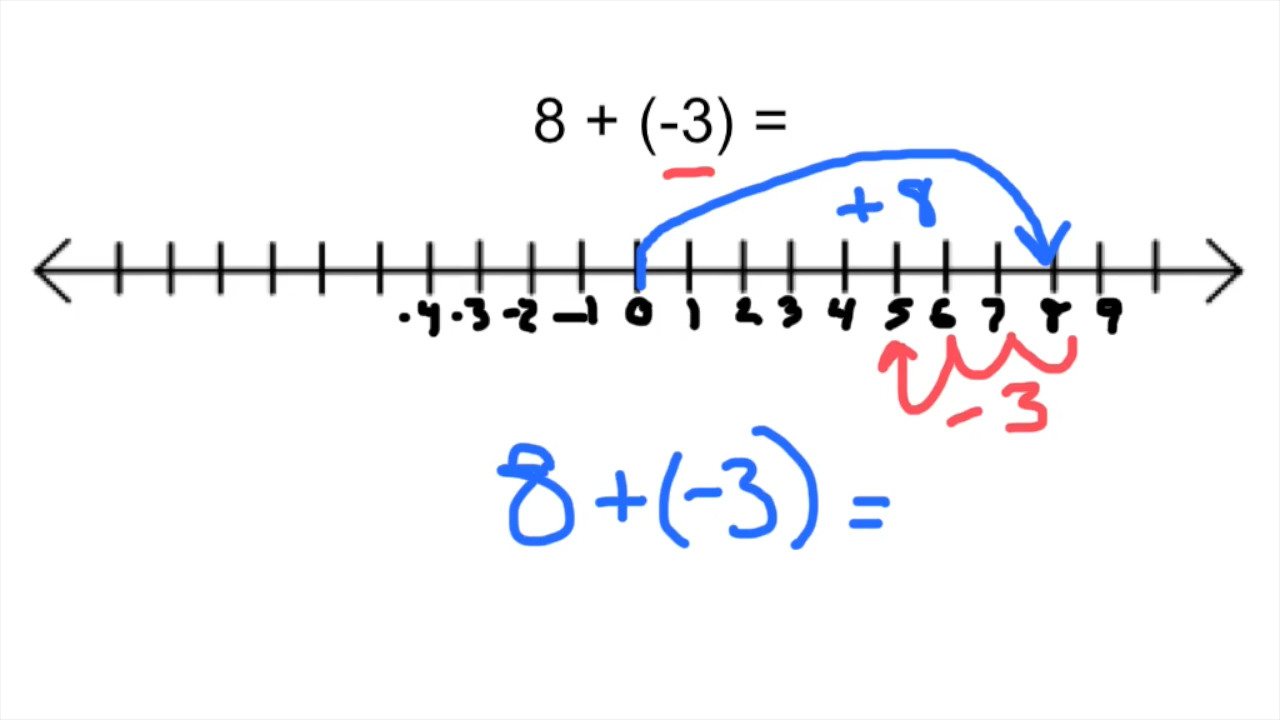 8 + (-3) =
+8
-4 -3 -2 -1 0 1 2 3 4 5 6 7 8 9
-3
8+(-3) =